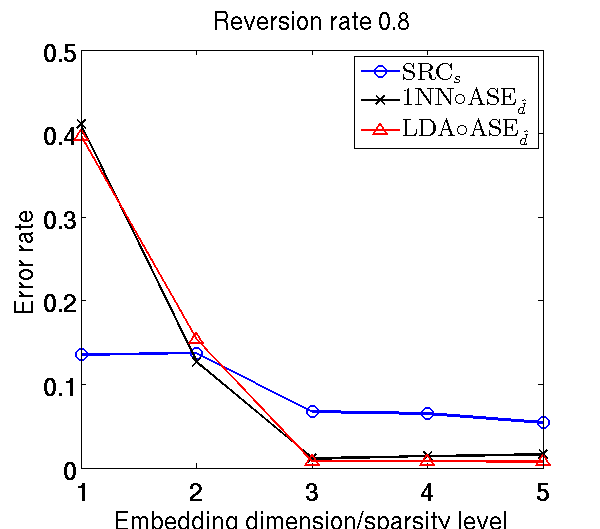 Reversion rate 0.8
0.5
0.4
0.3
0.2
0.1
0
Error rate
SRC_s
1NN∘ASE_d̂
LDA∘ASE_d̂
1 2 3 4 5
Embedding dimension/sparsity level